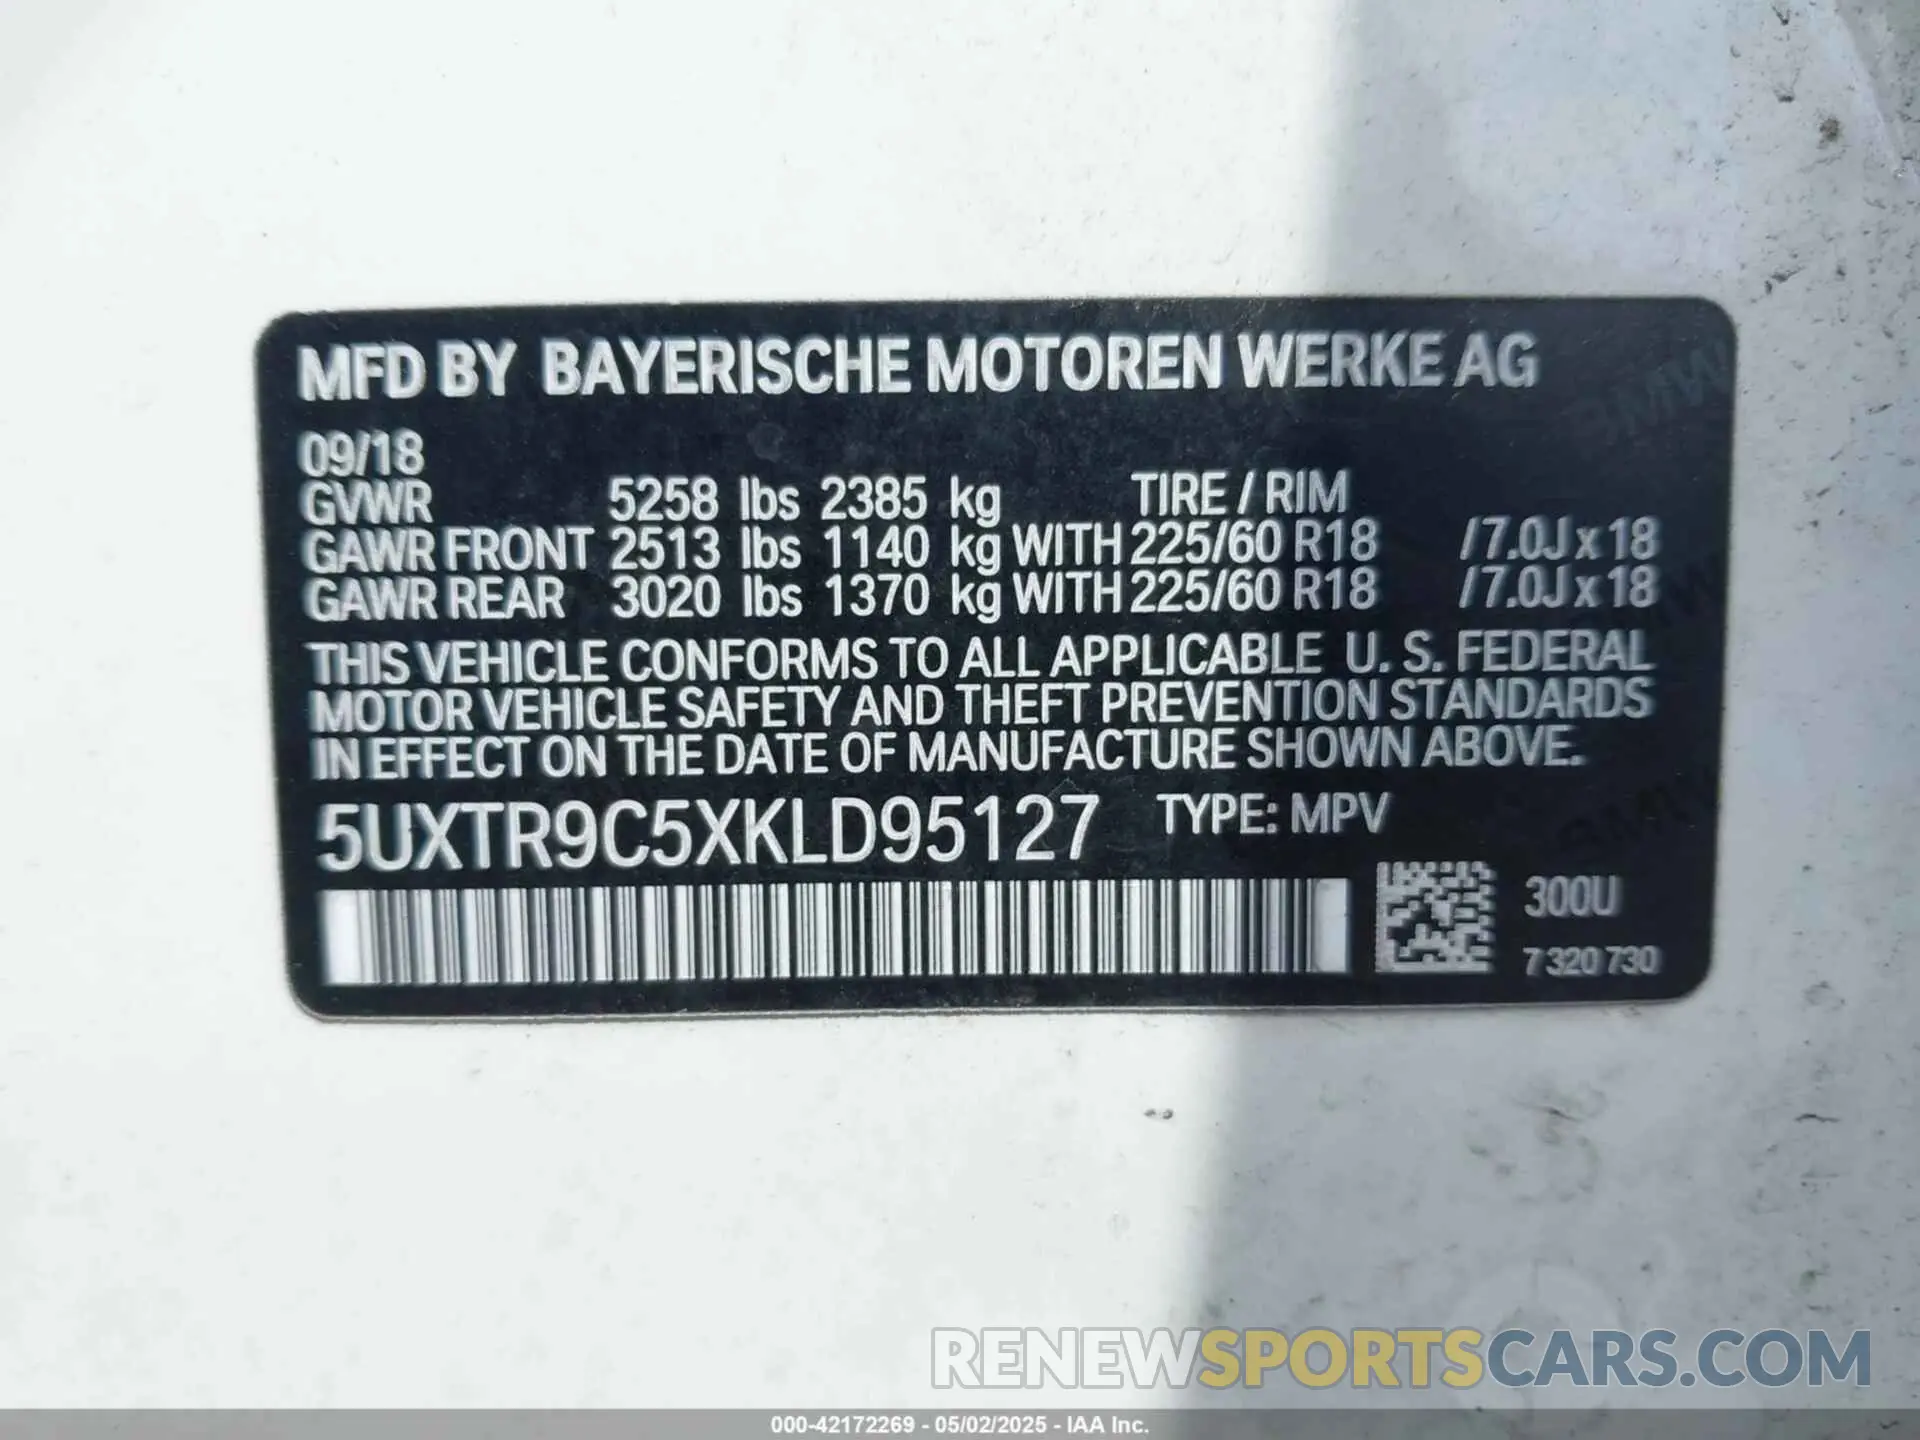 MFD BY BAYERISCHE MOTOREN WERKE AG
09/18
GVWR 5258 lbs 2385 kg TIRE / RIM
GAWR FRONT 2513 lbs 1140 kg WITH 225/60 R18 /7.0J x 18
GAWR REAR 3020 lbs 1370 kg WITH 225/60 R18 /7.0J x 18
THIS VEHICLE CONFORMS TO ALL APPLICABLE U. S. FEDERAL
MOTOR VEHICLE SAFETY AND THEFT PREVENTION STANDARDS
IN EFFECT ON THE DATE OF MANUFACTURE SHOWN ABOVE.
5UXTR9C5XKLD95127 TYPE: MPV
300U
7 320 730
RENEWSPORTSCARS.COM
000-42172269 - 05/02/2025 - IAA Inc.